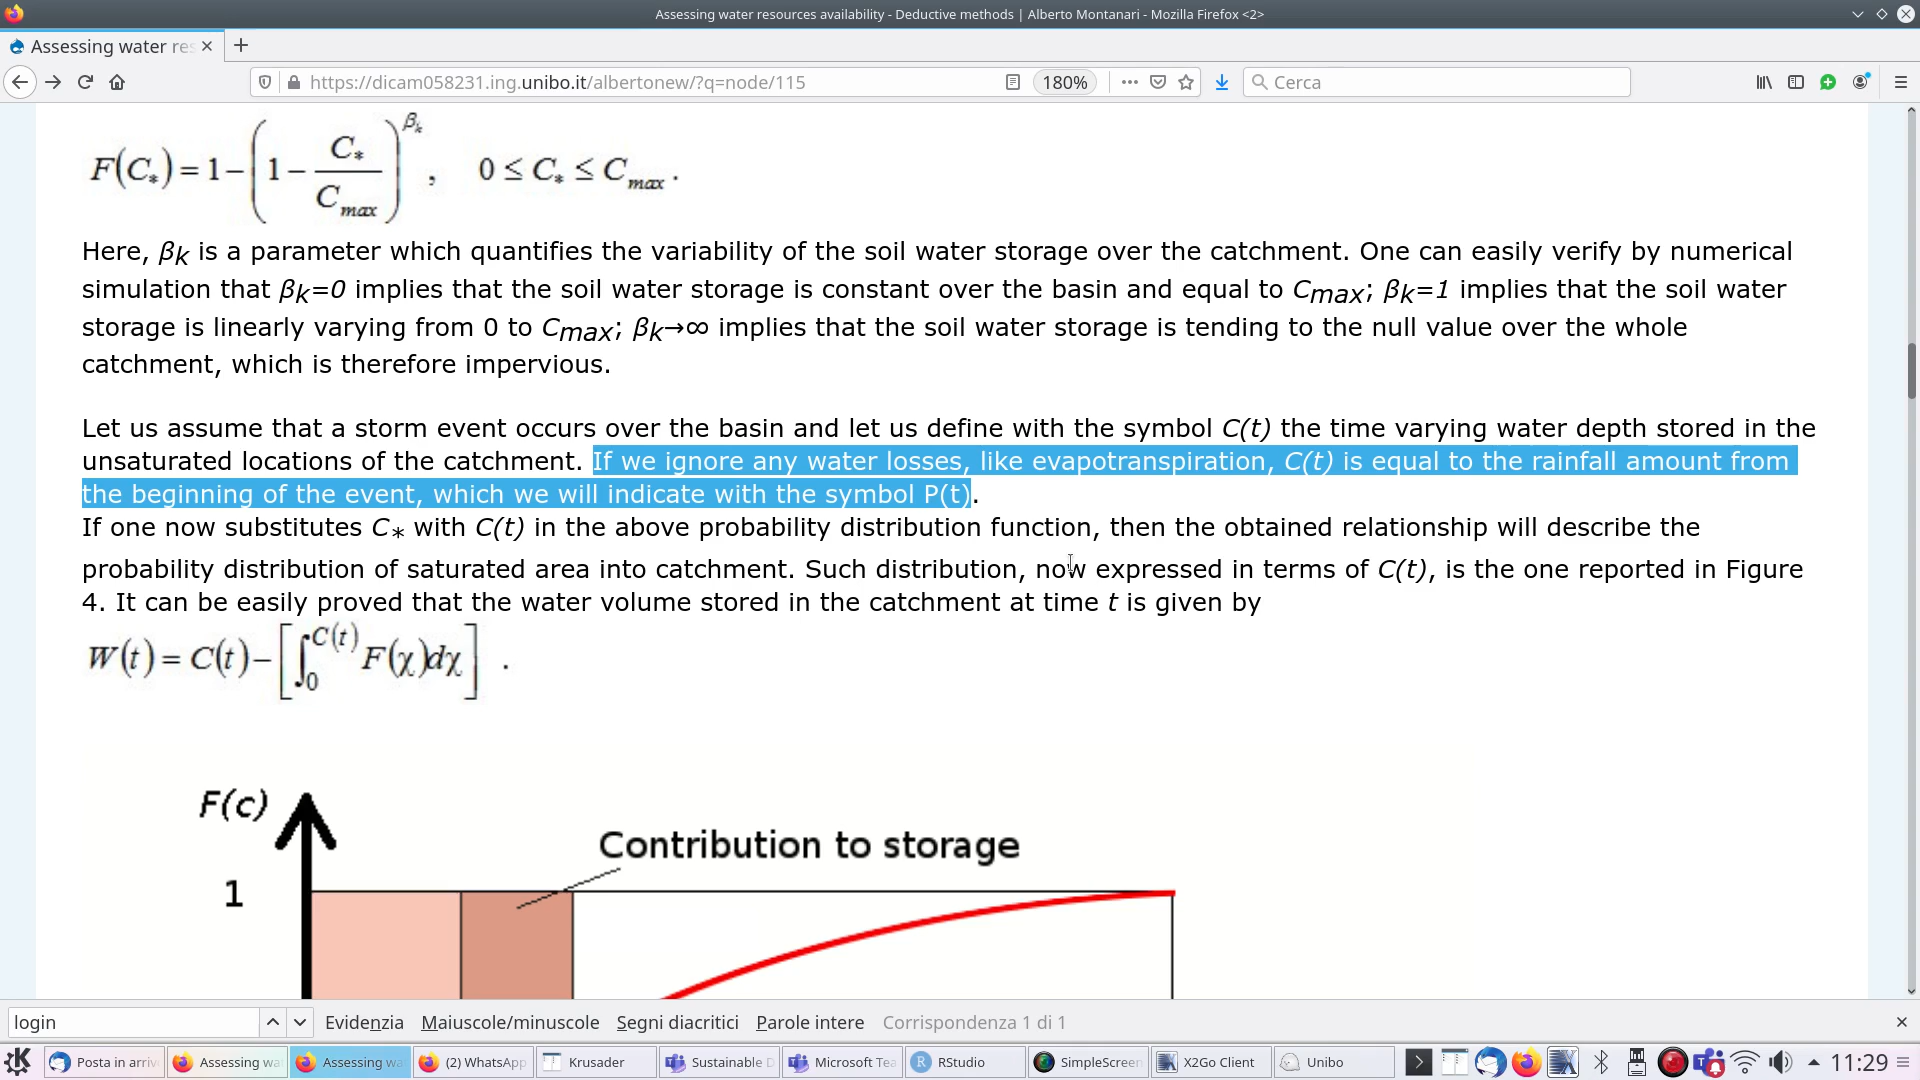 Assessing water resources availability - Deductive methods | Alberto Montanari - Mozilla Firefox <2>
Assessing water res
https://dicam058231.ing.unibo.it/albertonew/?q=node/115
180%
Cerca
F(C*) = 1 − (1 − C*/Cmax)^βk , 0 ≤ C* ≤ Cmax .
Here, βk is a parameter which quantifies the variability of the soil water storage over the catchment. One can easily verify by numerical
simulation that βk=0 implies that the soil water storage is constant over the basin and equal to Cmax; βk=1 implies that the soil water
storage is linearly varying from 0 to Cmax; βk→∞ implies that the soil water storage is tending to the null value over the whole
catchment, which is therefore impervious.
Let us assume that a storm event occurs over the basin and let us define with the symbol C(t) the time varying water depth stored in the
unsaturated locations of the catchment. If we ignore any water losses, like evapotranspiration, C(t) is equal to the rainfall amount from
the beginning of the event, which we will indicate with the symbol P(t).
If one now substitutes C* with C(t) in the above probability distribution function, then the obtained relationship will describe the
probability distribution of saturated area into catchment. Such distribution, now expressed in terms of C(t), is the one reported in Figure
4. It can be easily proved that the water volume stored in the catchment at time t is given by
W(t) = C(t) − [∫0^C(t) F(χ)dχ] .
F(c)
Contribution to storage
1
login
Evidenzia
Maiuscole/minuscole
Segni diacritici
Parole intere
Corrispondenza 1 di 1
Posta in arriv
Assessing wa
Assessing wa
(2) WhatsApp
Krusader
Sustainable D
Microsoft Tea
RStudio
SimpleScreen
X2Go Client
Unibo
11:29